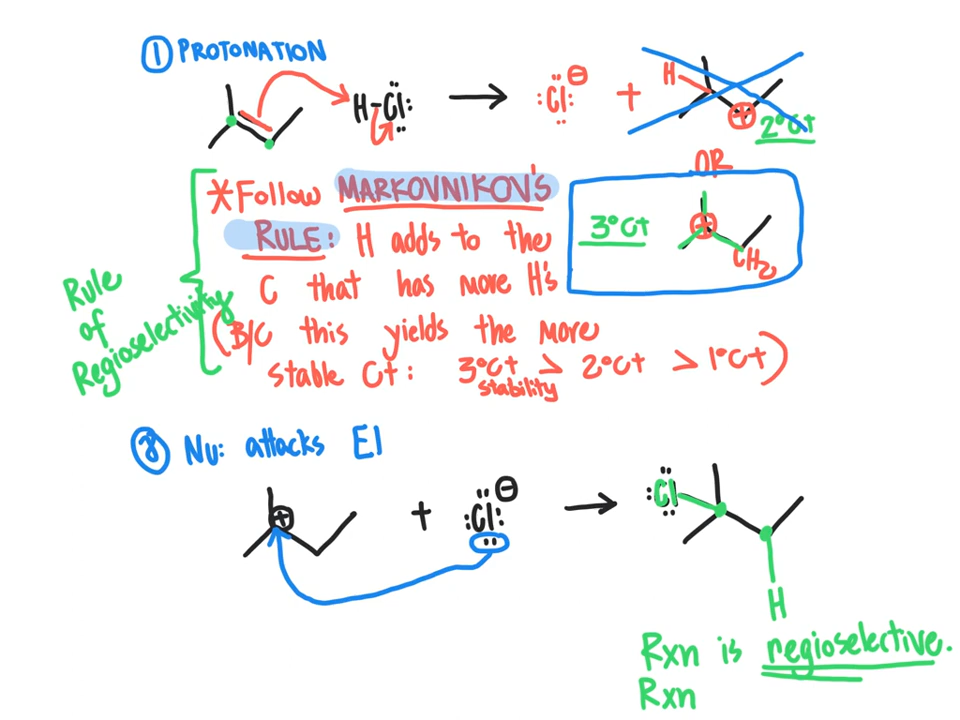 ① PROTONATION
H-Cl: → :Cl: ⊖ + H ⊕ 2°C+
OR
*Follow MARKOVNIKOV'S
RULE: H adds to the
C that has more H's
(B/C this yields the more
stable C+: 3°C+ > 2°C+ > 1°C+)
stability
3°C+ ⊕ CH2
Rule
of
Regioselectivity
② Nu: attacks El
⊕ + :Cl: ⊖ → :Cl
H
Rxn is regioselective.
Rxn